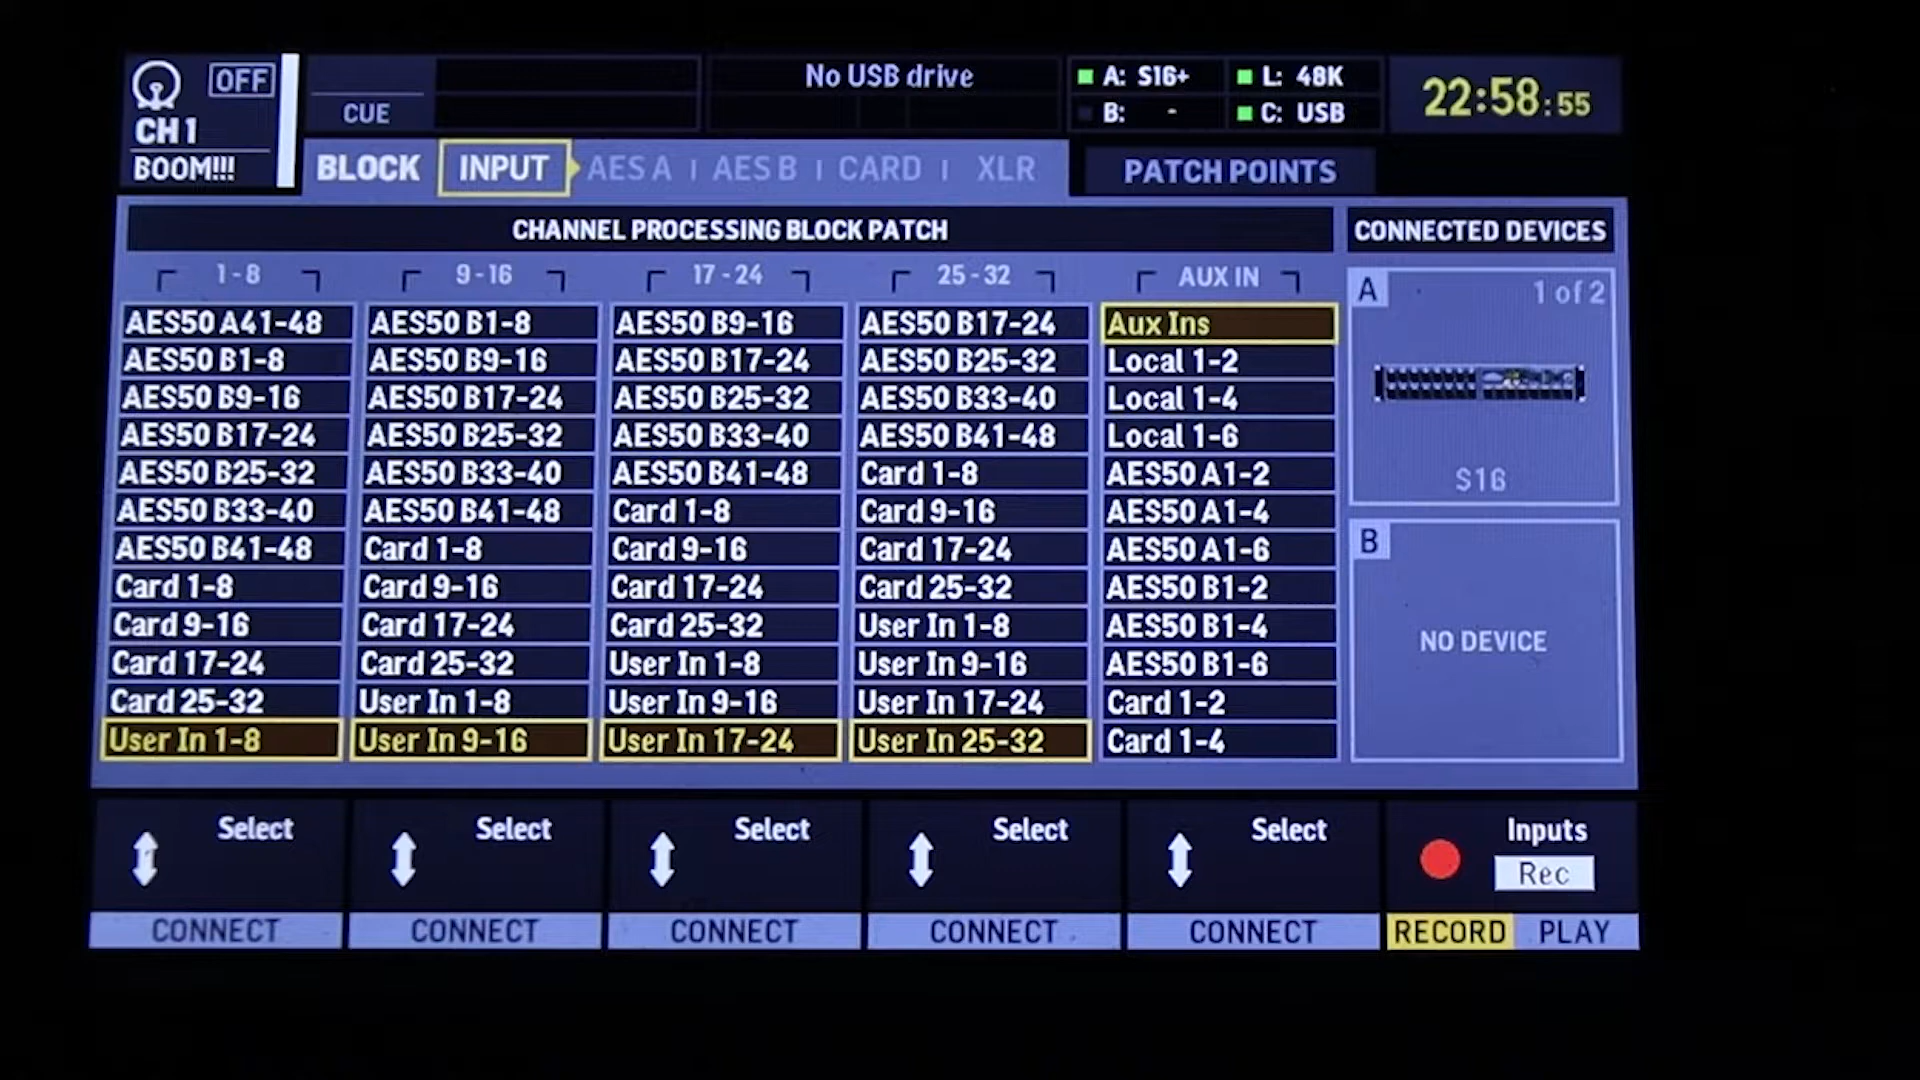 OFF
CH 1
BOOM!!!
CUE
No USB drive
A: S16+
L: 48K
B: -
C: USB
22:58:55
BLOCK INPUT AES A AES B CARD XLR
PATCH POINTS
CHANNEL PROCESSING BLOCK PATCH
CONNECTED DEVICES
1-8 9-16 17-24 25-32 AUX IN
AES50 A41-48 AES50 B1-8 AES50 B9-16 AES50 B17-24 Aux Ins
AES50 B1-8 AES50 B9-16 AES50 B17-24 AES50 B25-32 Local 1-2
AES50 B9-16 AES50 B17-24 AES50 B25-32 AES50 B33-40 Local 1-4
AES50 B17-24 AES50 B25-32 AES50 B33-40 AES50 B41-48 Local 1-6
AES50 B25-32 AES50 B33-40 AES50 B41-48 Card 1-8 AES50 A1-2
AES50 B33-40 AES50 B41-48 Card 1-8 Card 9-16 AES50 A1-4
AES50 B41-48 Card 1-8 Card 9-16 Card 17-24 AES50 A1-6
Card 1-8 Card 9-16 Card 17-24 Card 25-32 AES50 B1-2
Card 9-16 Card 17-24 Card 25-32 User In 1-8 AES50 B1-4
Card 17-24 Card 25-32 User In 1-8 User In 9-16 AES50 B1-6
Card 25-32 User In 1-8 User In 9-16 User In 17-24 Card 1-2
User In 1-8 User In 9-16 User In 17-24 User In 25-32 Card 1-4
A
1 of 2
S16
B
NO DEVICE
Select Select Select Select Select
Inputs
Rec
CONNECT CONNECT CONNECT CONNECT CONNECT RECORD PLAY